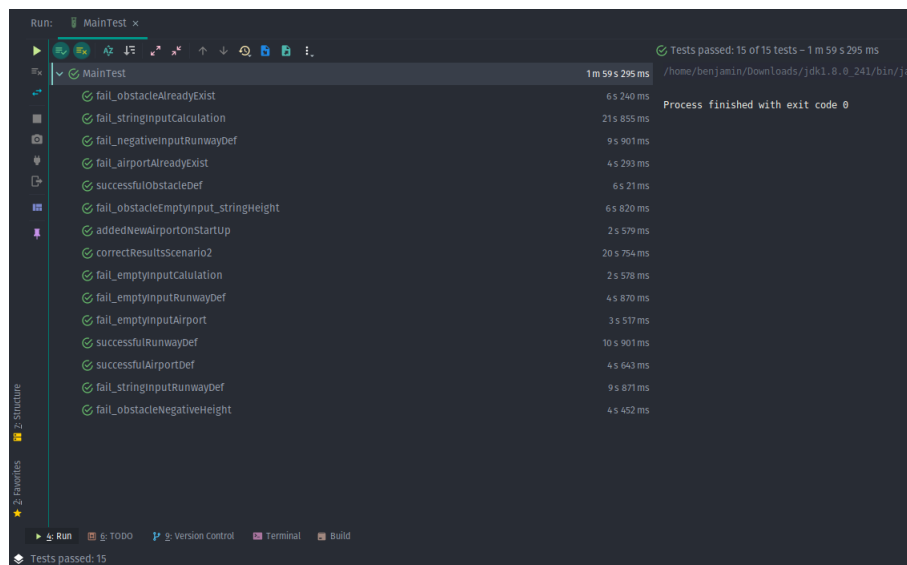 Run: MainTest ×
Tests passed: 15 of 15 tests – 1 m 59 s 295 ms
MainTest 1 m 59 s 295 ms
/home/benjamin/Downloads/jdk1.8.0_241/bin/ja
fail_obstacleAlreadyExist 6 s 240 ms
Process finished with exit code 0
fail_stringInputCalculation 21 s 855 ms
fail_negativeInputRunwayDef 9 s 901 ms
fail_airportAlreadyExist 4 s 293 ms
successfulObstacleDef 6 s 21 ms
fail_obstacleEmptyInput_stringHeight 6 s 820 ms
addedNewAirportOnStartUp 2 s 579 ms
correctResultsScenario2 20 s 754 ms
fail_emptyInputCalulation 2 s 578 ms
fail_emptyInputRunwayDef 4 s 870 ms
fail_emptyInputAirport 3 s 517 ms
successfulRunwayDef 10 s 901 ms
successfulAirportDef 4 s 643 ms
fail_stringInputRunwayDef 9 s 871 ms
fail_obstacleNegativeHeight 4 s 452 ms
7: Structure
2: Favorites
4: Run 6: TODO 9: Version Control Terminal Build
Tests passed: 15